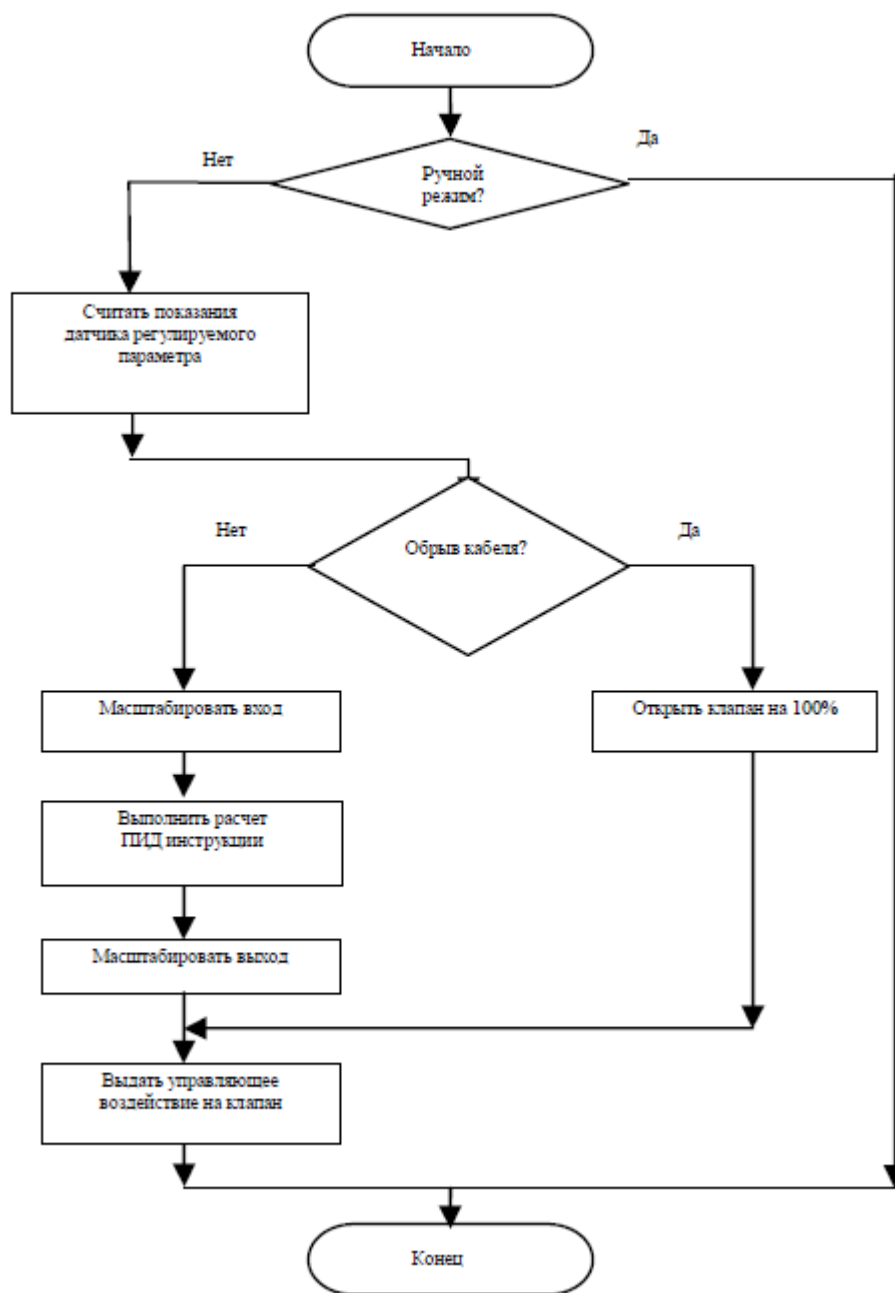 Начало
Да
Нет
Ручной
режим?
Считать показания
датчика регулируемого
параметра
Нет
Обрыв кабеля?
Да
Масштабировать вход
Открыть клапан на 100%
Выполнить расчет
ПИД инструкции
Масштабировать выход
Выдать управляющее
воздействие на клапан
Конец